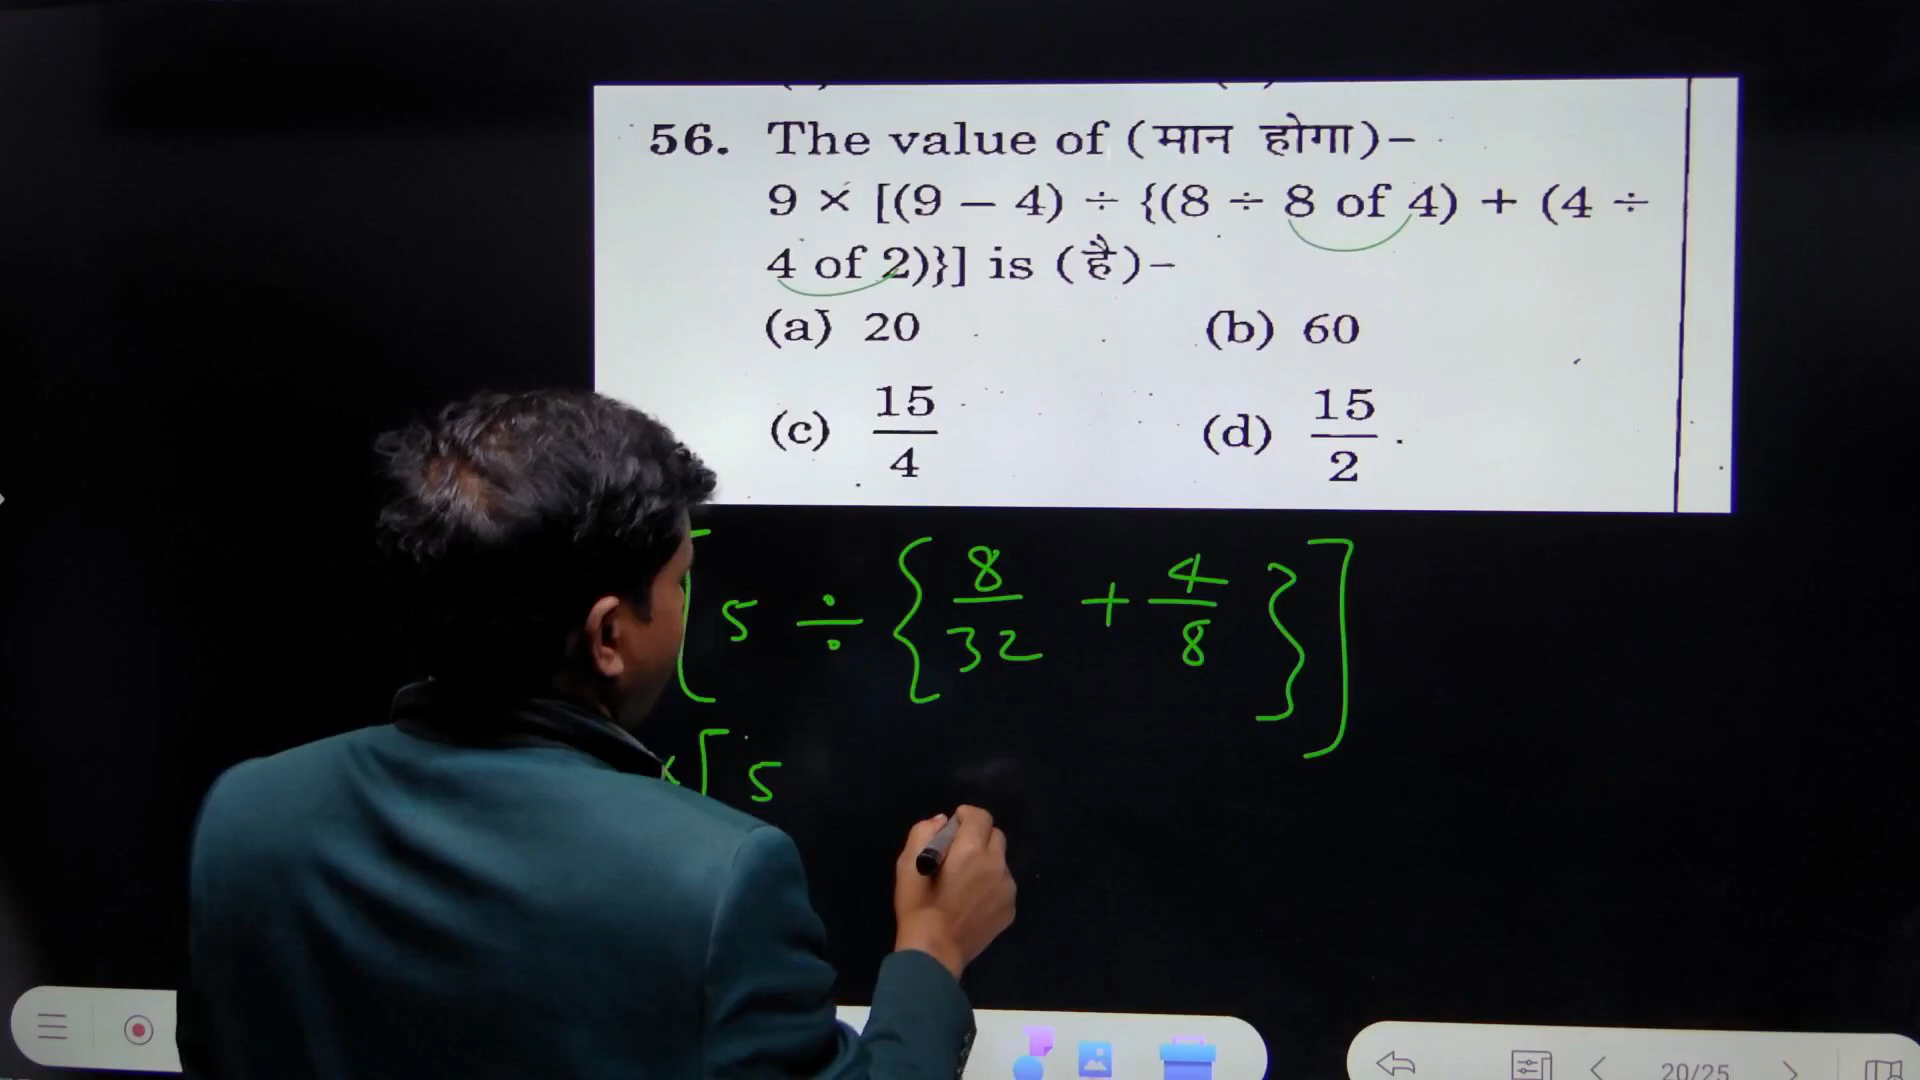 56. The value of (मान होगा)–
9 × [(9 – 4) ÷ {(8 ÷ 8 of 4) + (4 ÷
4 of 2)}] is (है)–
(a) 20 (b) 60
(c) 15/4 (d) 15/2
[ 5 ÷ { 8/32 + 4/8 } ]
× [ 5
20/25